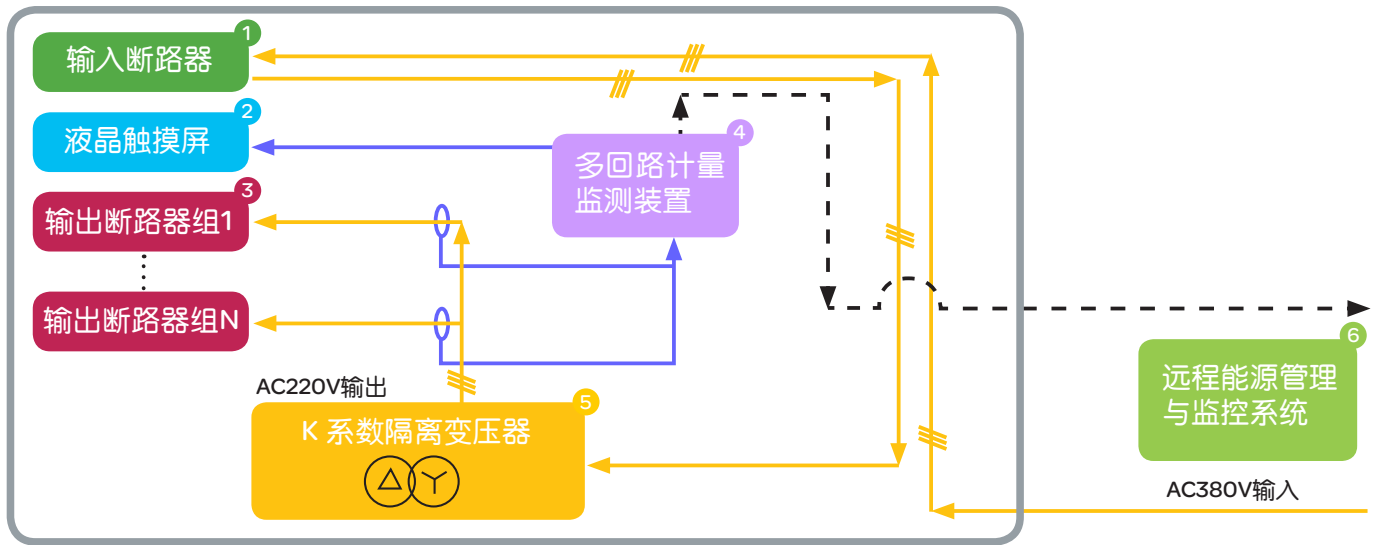 1
输入断路器
2
液晶触摸屏
3
输出断路器组1
输出断路器组N
4
多回路计量
监测装置
AC220V输出
5
K 系数隔离变压器
6
远程能源管理
与监控系统
AC380V输入